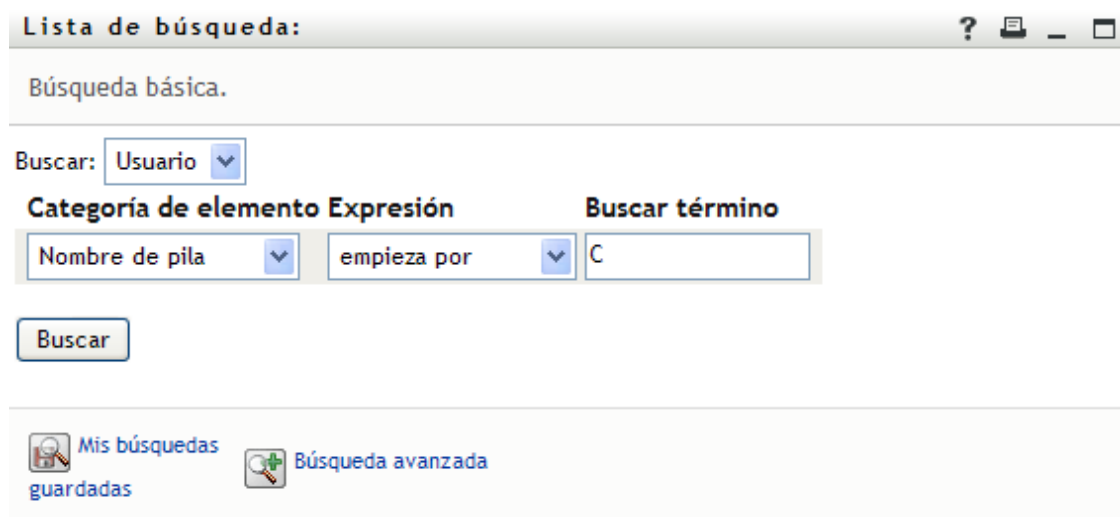 Lista de búsqueda:
?
Búsqueda básica.
Buscar: Usuario
Categoría de elemento Expresión Buscar término
Nombre de pila empieza por C
Buscar
Mis búsquedas
guardadas
Búsqueda avanzada